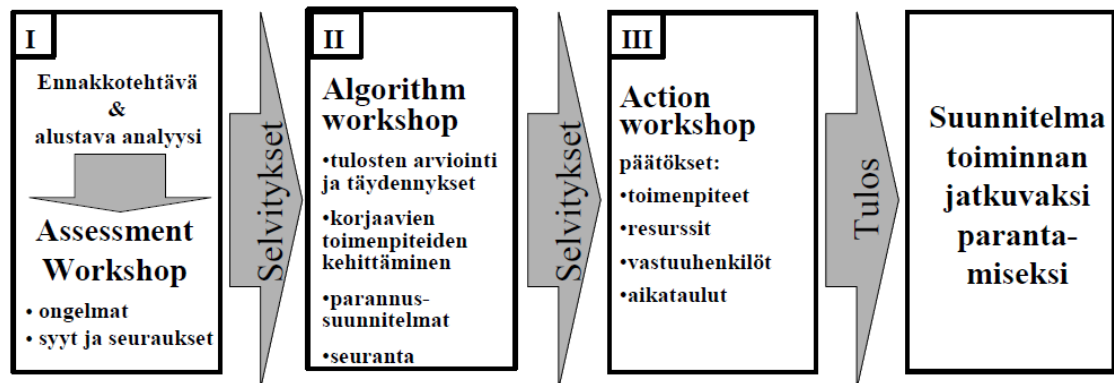 I
Ennakkotehtävä
&
alustava analyysi
Assessment
Workshop
• ongelmat
• syyt ja seuraukset
Selvitykset
II
Algorithm
workshop
•tulosten arviointi
ja täydennykset
•korjaavien
toimenpiteiden
kehittäminen
•parannus-
suunnitelmat
•seuranta
Selvitykset
III
Action
workshop
päätökset:
•toimenpiteet
•resurssit
•vastuuhenkilöt
•aikataulut
Tulos
Suunnitelma
toiminnan
jatkuvaksi
paranta-
miseksi